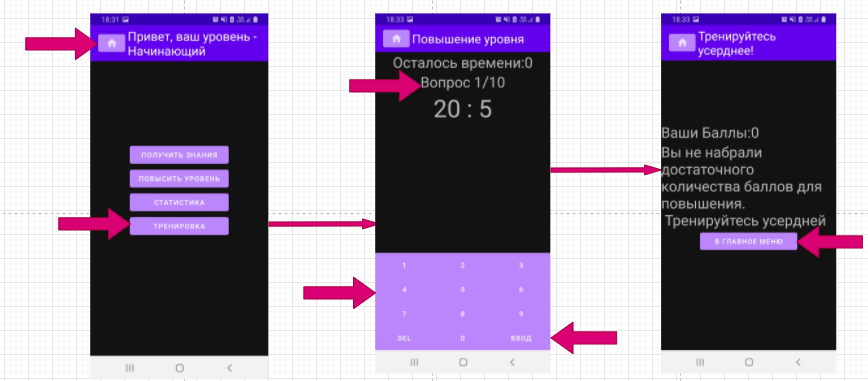 18:31
Привет, ваш уровень -
Начинающий
ПОЛУЧИТЬ ЗНАНИЯ
ПОВЫСИТЬ УРОВЕНЬ
СТАТИСТИКА
ТРЕНИРОВКА
18:33
Повышение уровня
Осталось времени:0
Вопрос 1/10
20 : 5
1 2 3
4 5 6
7 8 9
DEL 0 ВВОД
18:33
Тренируйтесь
усерднее!
Ваши Баллы:0
Вы не набрали
достаточного
количества баллов для
повышения.
Тренируйтесь усердней
В ГЛАВНОЕ МЕНЮ